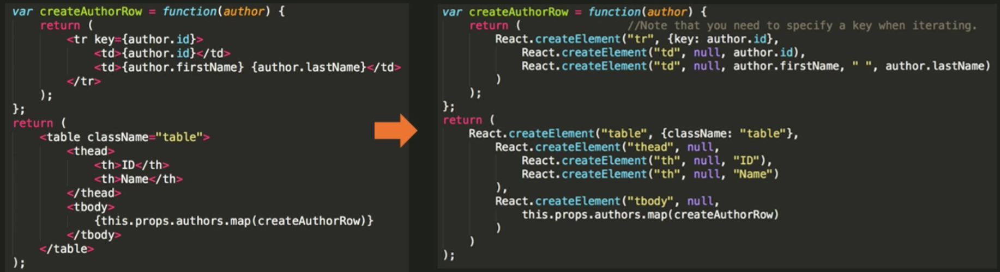 var createAuthorRow = function(author) {
    return (
        <tr key={author.id}>
            <td>{author.id}</td>
            <td>{author.firstName} {author.lastName}</td>
        </tr>
    );
};
return (
    <table className="table">
        <thead>
            <th>ID</th>
            <th>Name</th>
        </thead>
        <tbody>
            {this.props.authors.map(createAuthorRow)}
        </tbody>
    </table>
);
var createAuthorRow = function(author) {
    return (                //Note that you need to specify a key when iterating.
        React.createElement("tr", {key: author.id},
            React.createElement("td", null, author.id),
            React.createElement("td", null, author.firstName, " ", author.lastName)
        )
    );
};
return (
    React.createElement("table", {className: "table"},
        React.createElement("thead", null,
            React.createElement("th", null, "ID"),
            React.createElement("th", null, "Name")
        ),
        React.createElement("tbody", null,
            this.props.authors.map(createAuthorRow)
        )
    )
);